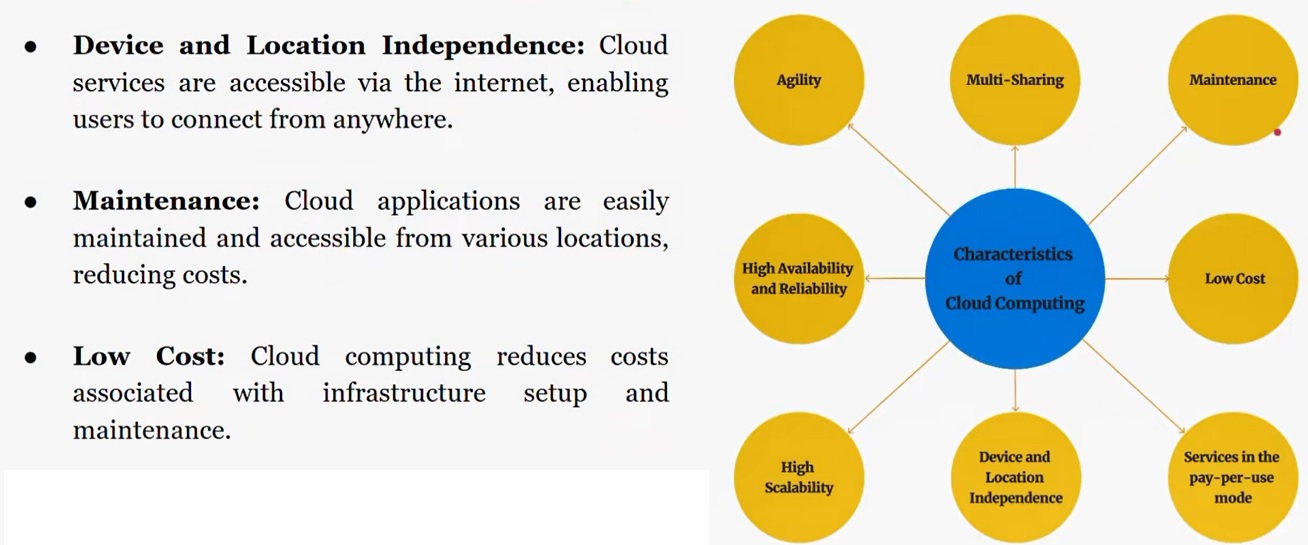 ● Device and Location Independence: Cloud
services are accessible via the internet, enabling
users to connect from anywhere.
● Maintenance: Cloud applications are easily
maintained and accessible from various locations,
reducing costs.
● Low Cost: Cloud computing reduces costs
associated with infrastructure setup and
maintenance.
Agility
Multi-Sharing
Maintenance
High Availability
and Reliability
Characteristics
of
Cloud Computing
Low Cost
High
Scalability
Device and
Location
Independence
Services in the
pay-per-use
mode